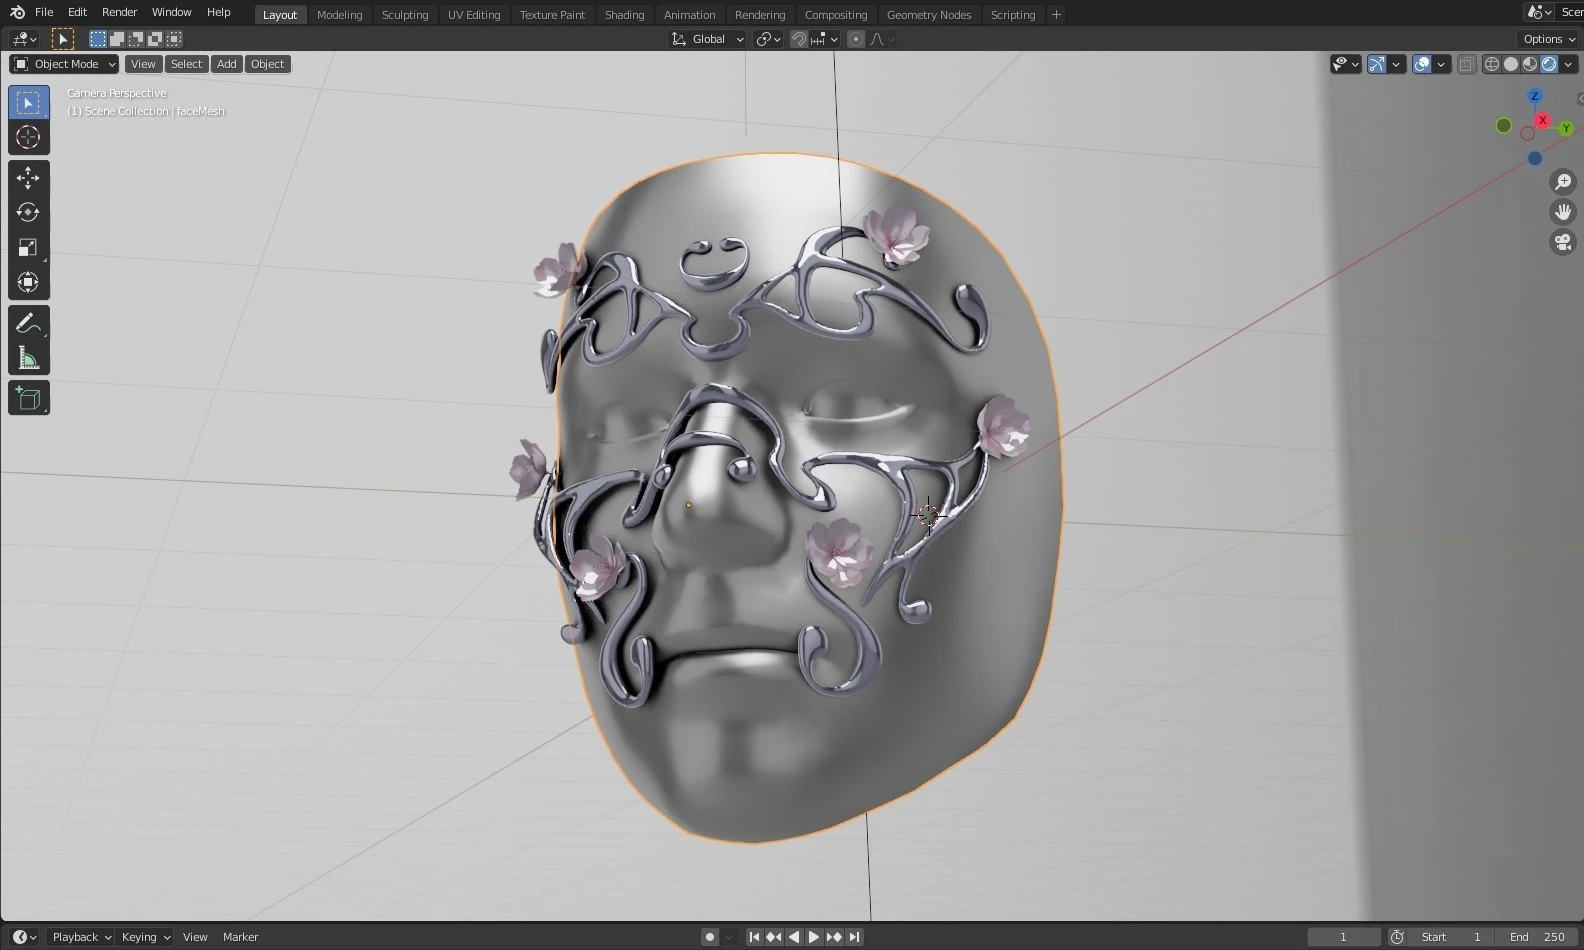 File Edit Render Window Help Layout Modeling Sculpting UV Editing Texture Paint Shading Animation Rendering Compositing Geometry Nodes Scripting + Scer
Global Options
Object Mode View Select Add Object
Camera Perspective
(1) Scene Collection | faceMesh
Z
X
Y
Playback Keying View Marker 1 Start 1 End 250